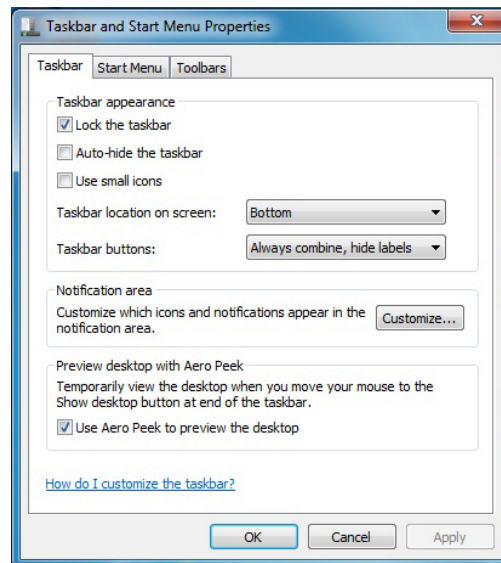 Taskbar and Start Menu Properties
Taskbar
Start Menu
Toolbars
Taskbar appearance
Lock the taskbar
Auto-hide the taskbar
Use small icons
Taskbar location on screen:
Bottom
Taskbar buttons:
Always combine, hide labels
Notification area
Customize which icons and notifications appear in the
notification area.
Customize...
Preview desktop with Aero Peek
Temporarily view the desktop when you move your mouse to the
Show desktop button at end of the taskbar.
Use Aero Peek to preview the desktop
How do I customize the taskbar?
OK
Cancel
Apply